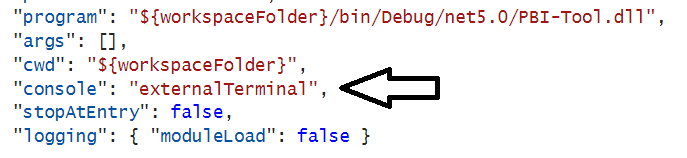 "program": "${workspaceFolder}/bin/Debug/net5.0/PBI-Tool.dll",
"args": [],
"cwd": "${workspaceFolder}",
"console": "externalTerminal",
"stopAtEntry": false,
"logging": { "moduleLoad": false }